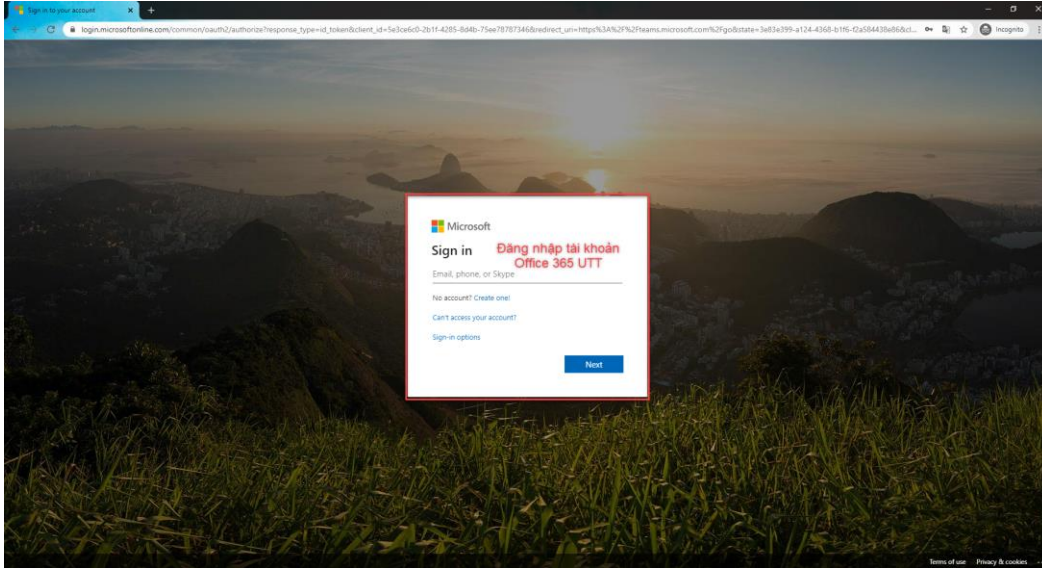 Sign in to your account
login.microsoftonline.com/common/oauth2/authorize?response_type=id_token&client_id=5e3ce6c0-2b1f-4285-8d4b-75ee78787346&redirect_uri=https%3A%2F%2Fteams.microsoft.com%2Fgo&state=3e83e399-a124-4368-b1f6-f2a584438e86&cl...
Incognito
Microsoft
Sign in
Đăng nhập tài khoản
Office 365 UTT
Email, phone, or Skype
No account? Create one!
Can't access your account?
Sign-in options
Next
Terms of use Privacy & cookies